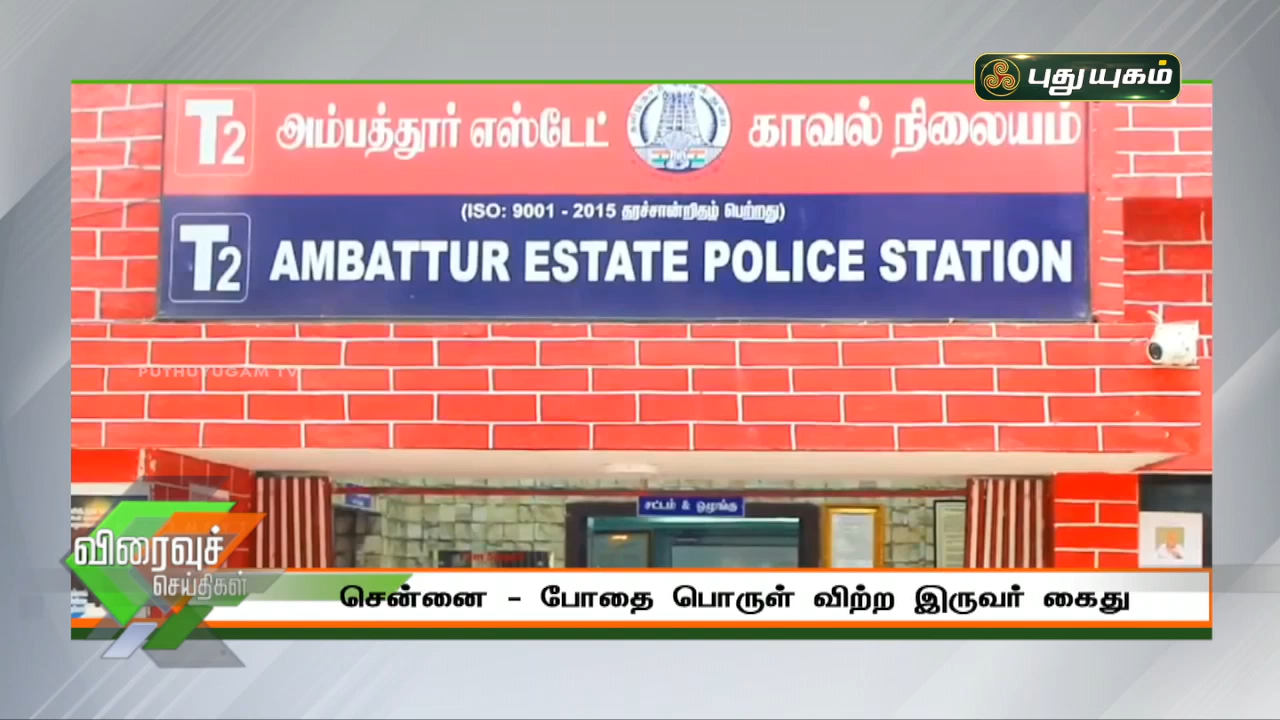 புதுயுகம்
T2 அம்பத்தூர் எஸ்டேட் காவல் நிலையம்
(ISO: 9001 - 2015 தரச்சான்றிதழ் பெற்றது)
T2 AMBATTUR ESTATE POLICE STATION
PUTHUYUGAM TV
சட்டம் & ஒழுங்கு
விரைவுச்
செய்திகள்
சென்னை - போதை பொருள் விற்ற இருவர் கைது